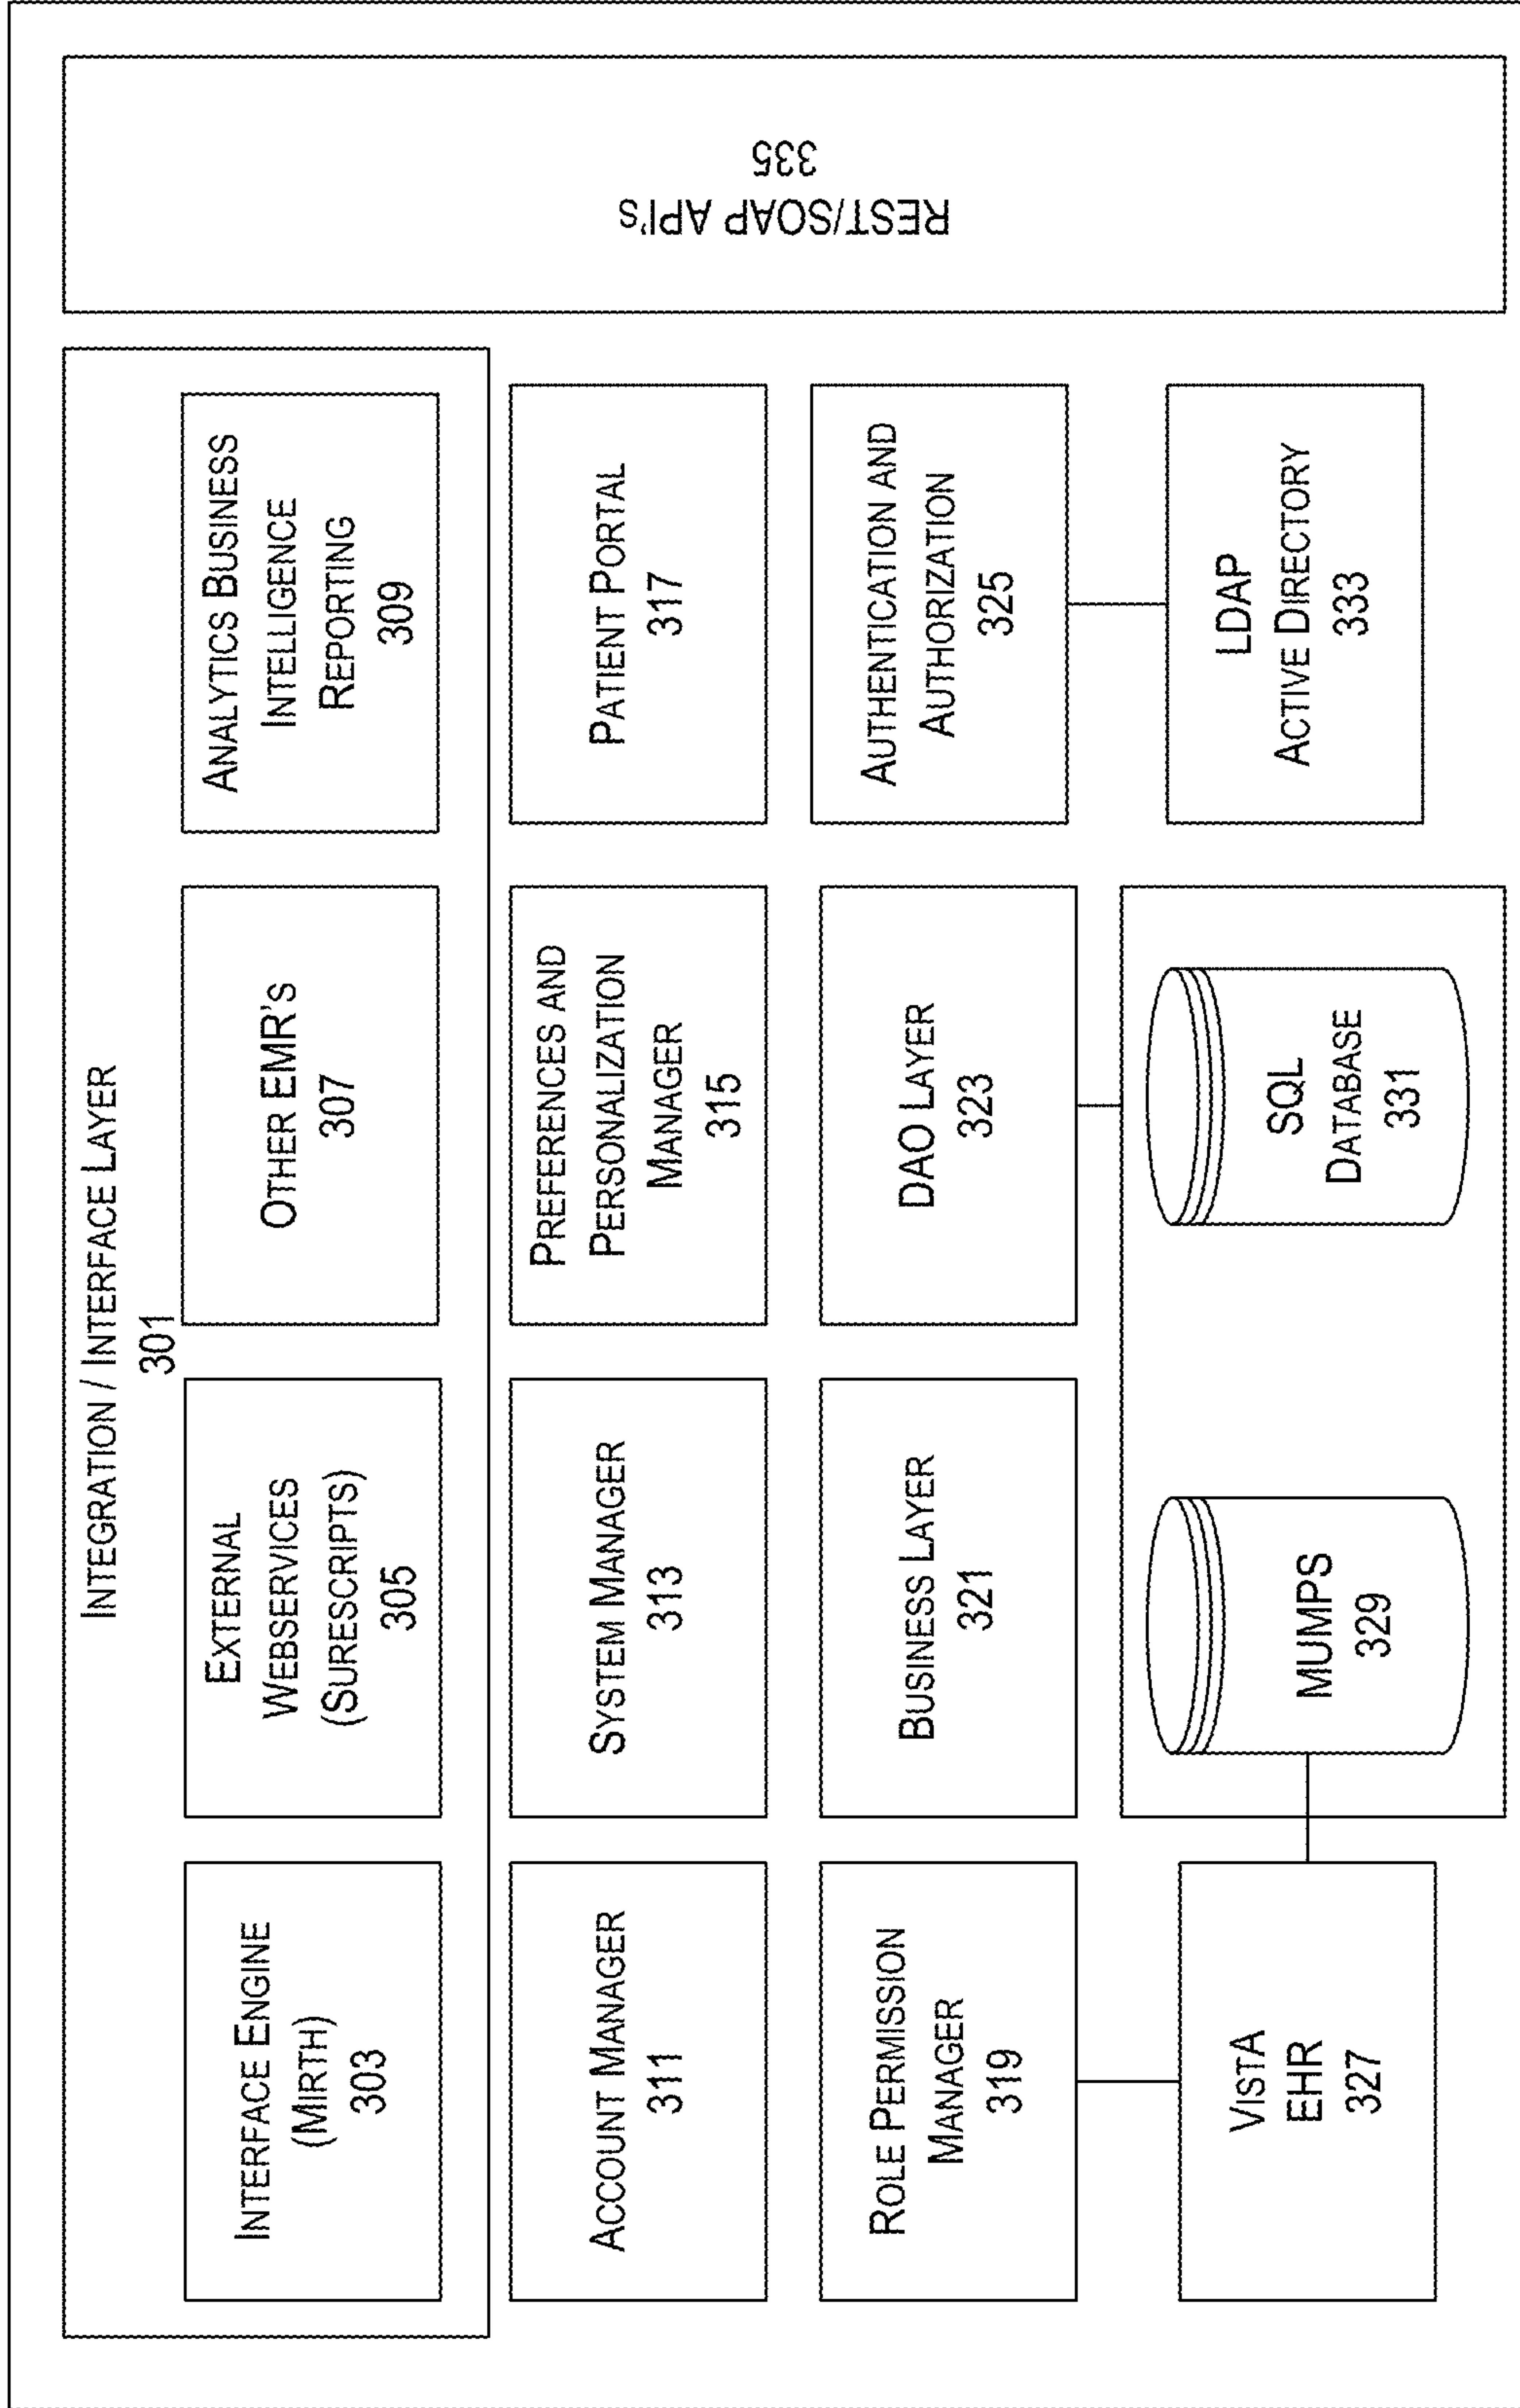 INTEGRATION / INTERFACE LAYER
301
INTERFACE ENGINE
(MIRTH)
303
EXTERNAL
WEBSERVICES
(SURESCRIPTS)
305
OTHER EMR'S
307
ANALYTICS BUSINESS
INTELLIGENCE
REPORTING
309
ACCOUNT MANAGER
311
SYSTEM MANAGER
313
PREFERENCES AND
PERSONALIZATION
MANAGER
315
PATIENT PORTAL
317
ROLE PERMISSION
MANAGER
319
BUSINESS LAYER
321
DAO LAYER
323
AUTHENTICATION AND
AUTHORIZATION
325
VISTA
EHR
327
MUMPS
329
SQL
DATABASE
331
LDAP
ACTIVE DIRECTORY
333
REST/SOAP API's
335